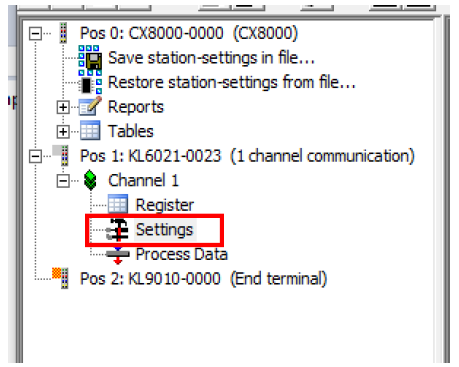 Pos 0: CX8000-0000 (CX8000)
Save station-settings in file...
Restore station-settings from file...
Reports
Tables
Pos 1: KL6021-0023 (1 channel communication)
Channel 1
Register
Settings
Process Data
Pos 2: KL9010-0000 (End terminal)